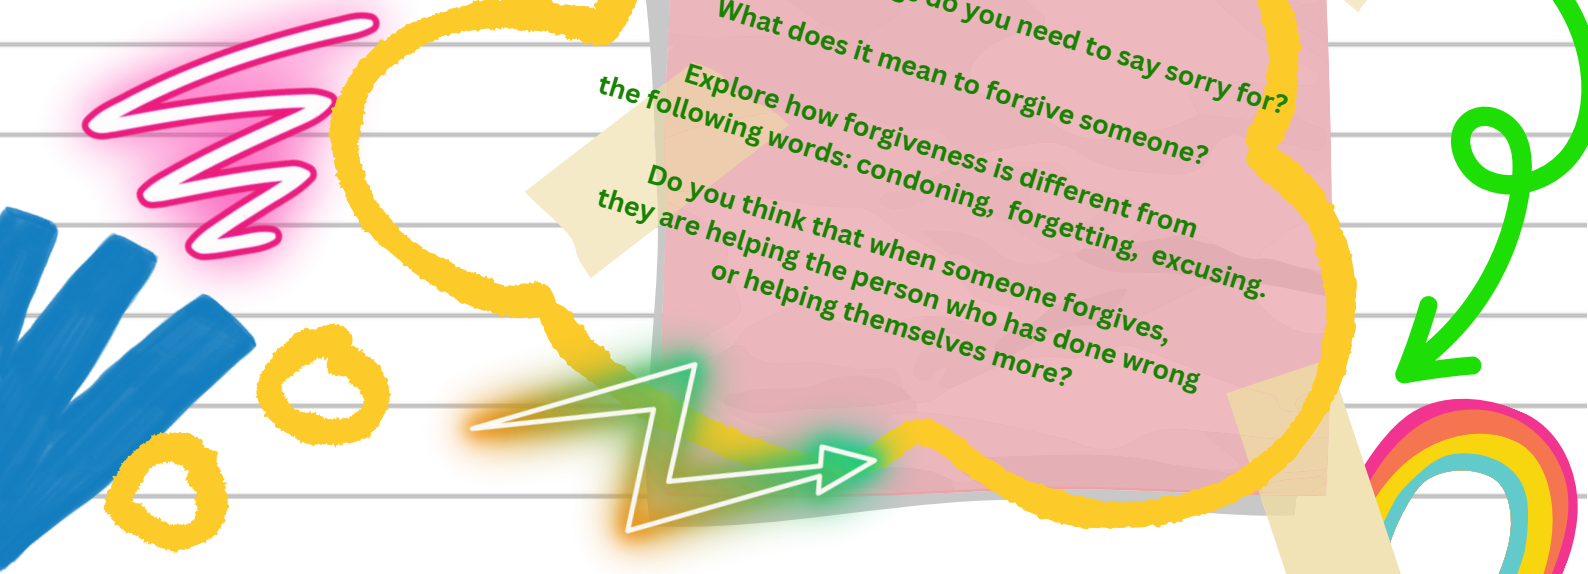 do you need to say sorry for?
What does it mean to forgive someone?
Explore how forgiveness is different from
the following words: condoning, forgetting, excusing.
Do you think that when someone forgives,
they are helping the person who has done wrong
or helping themselves more?